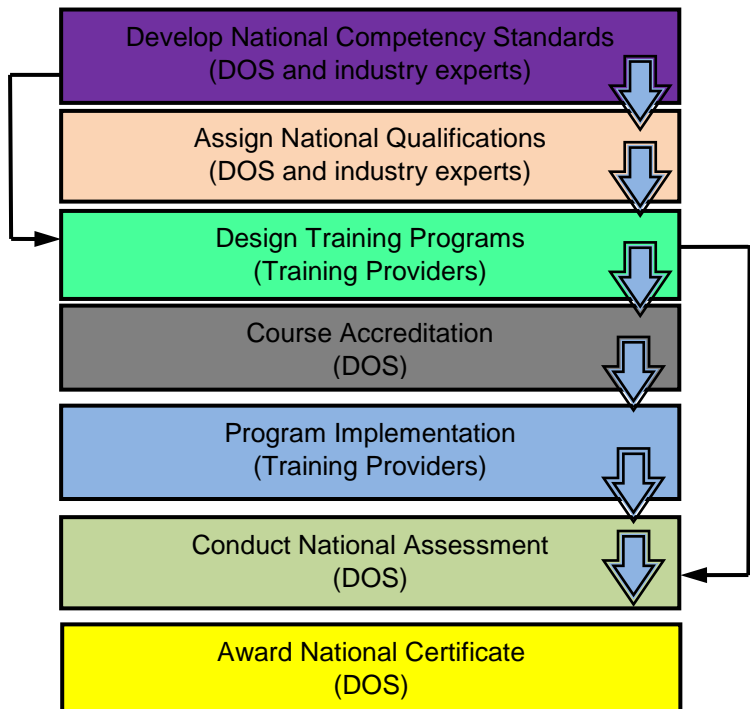 Develop National Competency Standards
(DOS and industry experts)
Assign National Qualifications
(DOS and industry experts)
Design Training Programs
(Training Providers)
Course Accreditation
(DOS)
Program Implementation
(Training Providers)
Conduct National Assessment
(DOS)
Award National Certificate
(DOS)